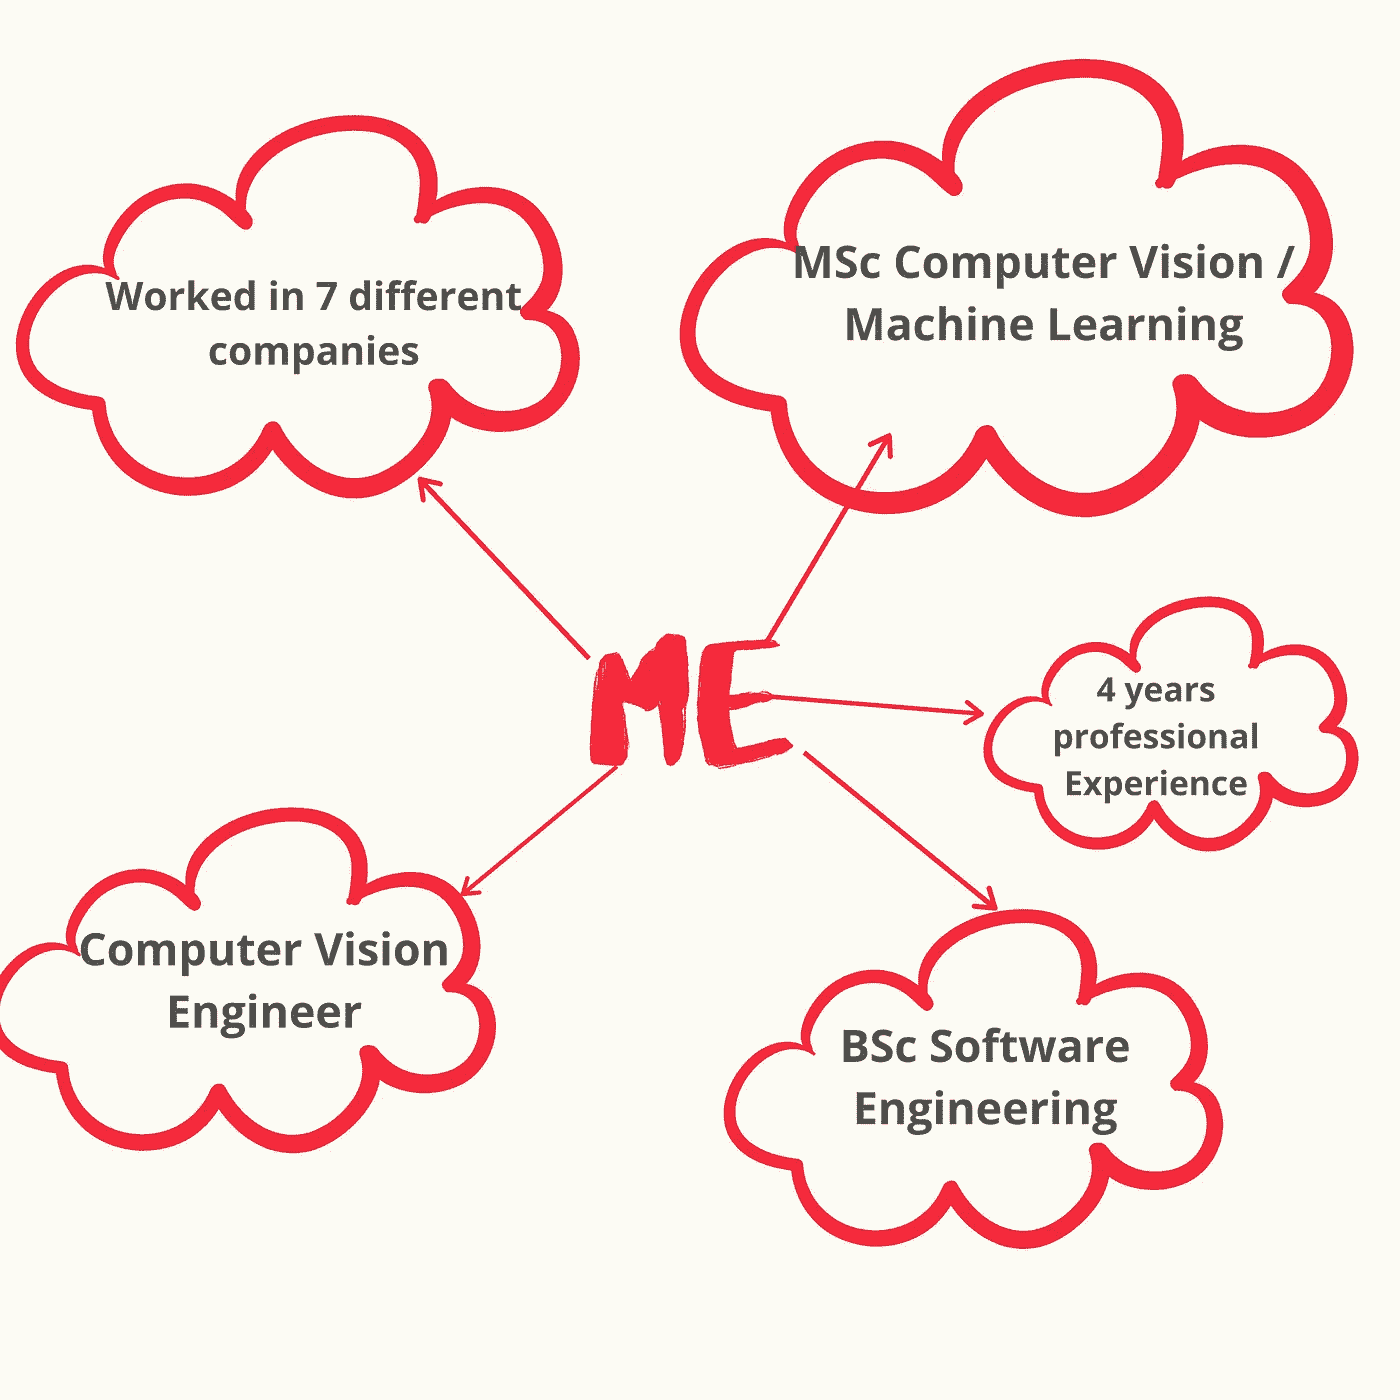 Worked in 7 different
companies
MSc Computer Vision /
Machine Learning
ME
4 years
professional
Experience
Computer Vision
Engineer
BSc Software
Engineering